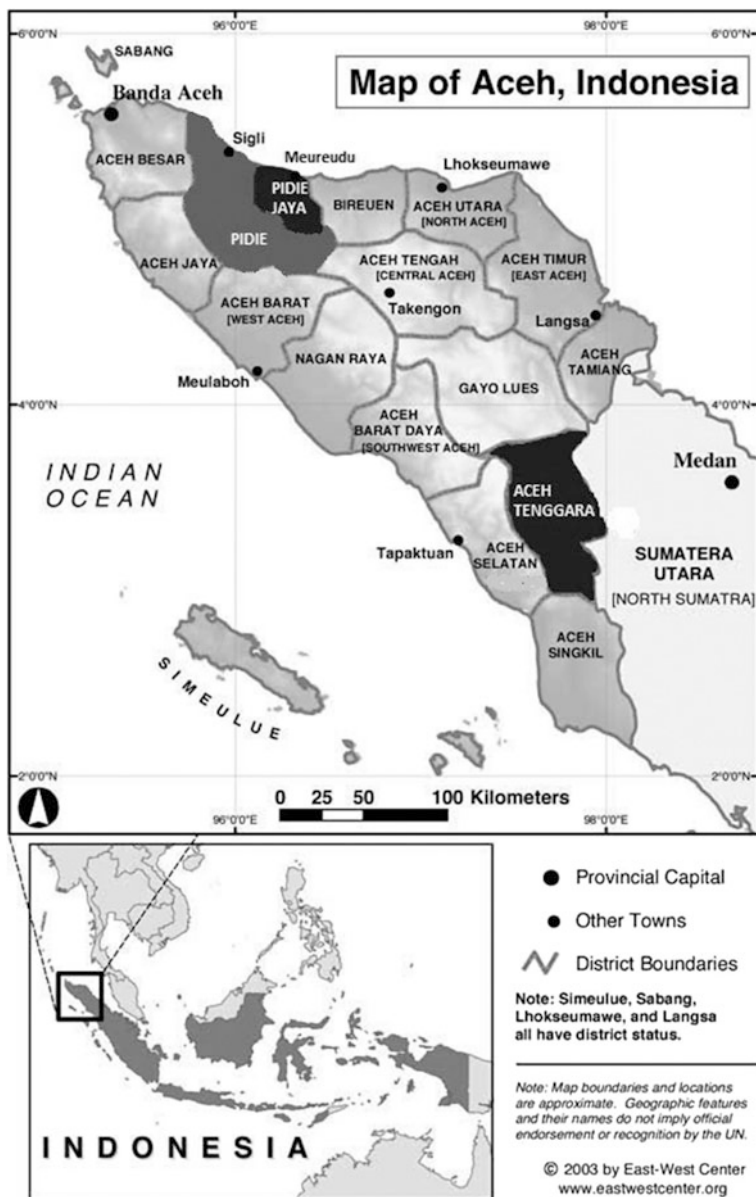 96°0'0"E
98°0'0"E
6°0'0"N
6°0'0"N
SABANG
Map of Aceh, Indonesia
Banda Aceh
Sigli
Meureudu
Lhokseumawe
ACEH BESAR
PIDIE
JAYA
BIREUEN
ACEH UTARA
[NORTH ACEH]
PIDIE
ACEH JAYA
ACEH TENGAH
[CENTRAL ACEH]
ACEH TIMUR
[EAST ACEH]
Takengon
ACEH BARAT
[WEST ACEH]
Langsa
NAGAN RAYA
ACEH
TAMIANG
Meulaboh
GAYO LUES
4°0'0"N
4°0'0"N
ACEH
BARAT DAYA
[SOUTHWEST ACEH]
INDIAN
OCEAN
Medan
ACEH
TENGGARA
Tapaktuan
ACEH
SELATAN
SUMATERA
UTARA
[NORTH SUMATRA]
ACEH
SINGKIL
SIMEULUE
2°0'0"N
2°0'0"N
0 25 50 100 Kilometers
96°0'0"E
98°0'0"E
INDONESIA
Provincial Capital
Other Towns
District Boundaries
Note: Simeulue, Sabang,
Lhokseumawe, and Langsa
all have district status.
Note: Map boundaries and locations
are approximate. Geographic features
and their names do not imply official
endorsement or recognition by the UN.
© 2003 by East-West Center
www.eastwestcenter.org